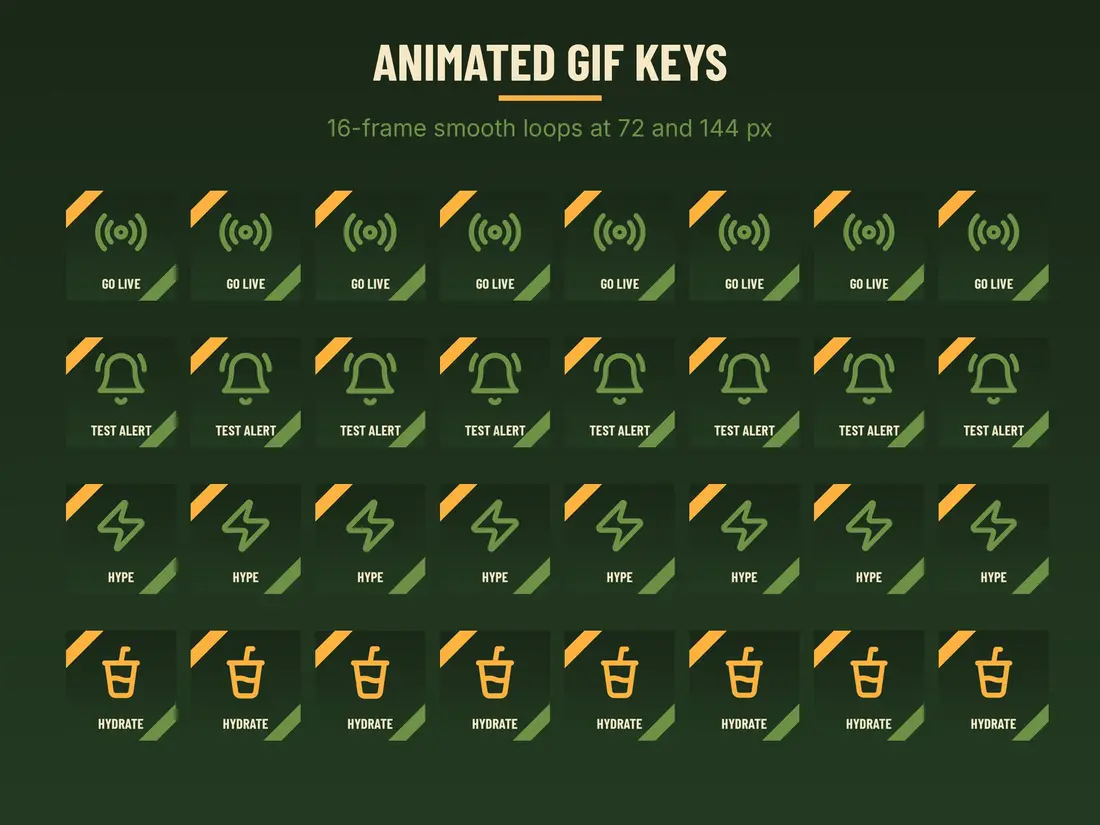 ANIMATED GIF KEYS
16-frame smooth loops at 72 and 144 px
GO LIVE GO LIVE GO LIVE GO LIVE GO LIVE GO LIVE GO LIVE GO LIVE
TEST ALERT TEST ALERT TEST ALERT TEST ALERT TEST ALERT TEST ALERT TEST ALERT TEST ALERT
HYPE HYPE HYPE HYPE HYPE HYPE HYPE HYPE
HYDRATE HYDRATE HYDRATE HYDRATE HYDRATE HYDRATE HYDRATE HYDRATE